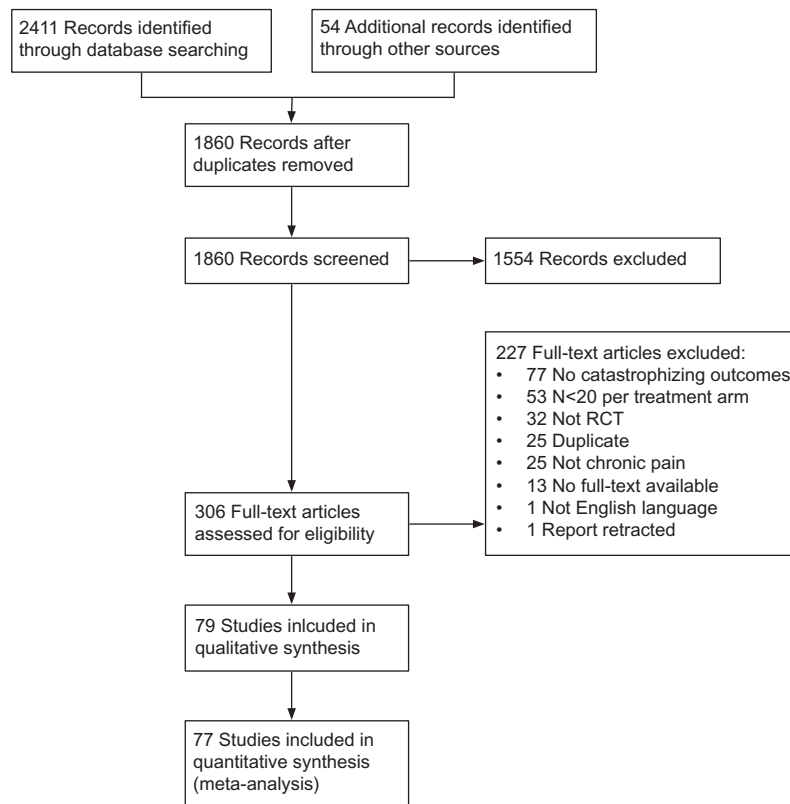 2411 Records identified
through database searching
54 Additional records identified
through other sources
1860 Records after
duplicates removed
1860 Records screened
1554 Records excluded
227 Full-text articles excluded:
• 77 No catastrophizing outcomes
• 53 N<20 per treatment arm
• 32 Not RCT
• 25 Duplicate
• 25 Not chronic pain
• 13 No full-text available
• 1 Not English language
• 1 Report retracted
306 Full-text articles
assessed for eligibility
79 Studies inlcuded in
qualitative synthesis
77 Studies included in
quantitative synthesis
(meta-analysis)